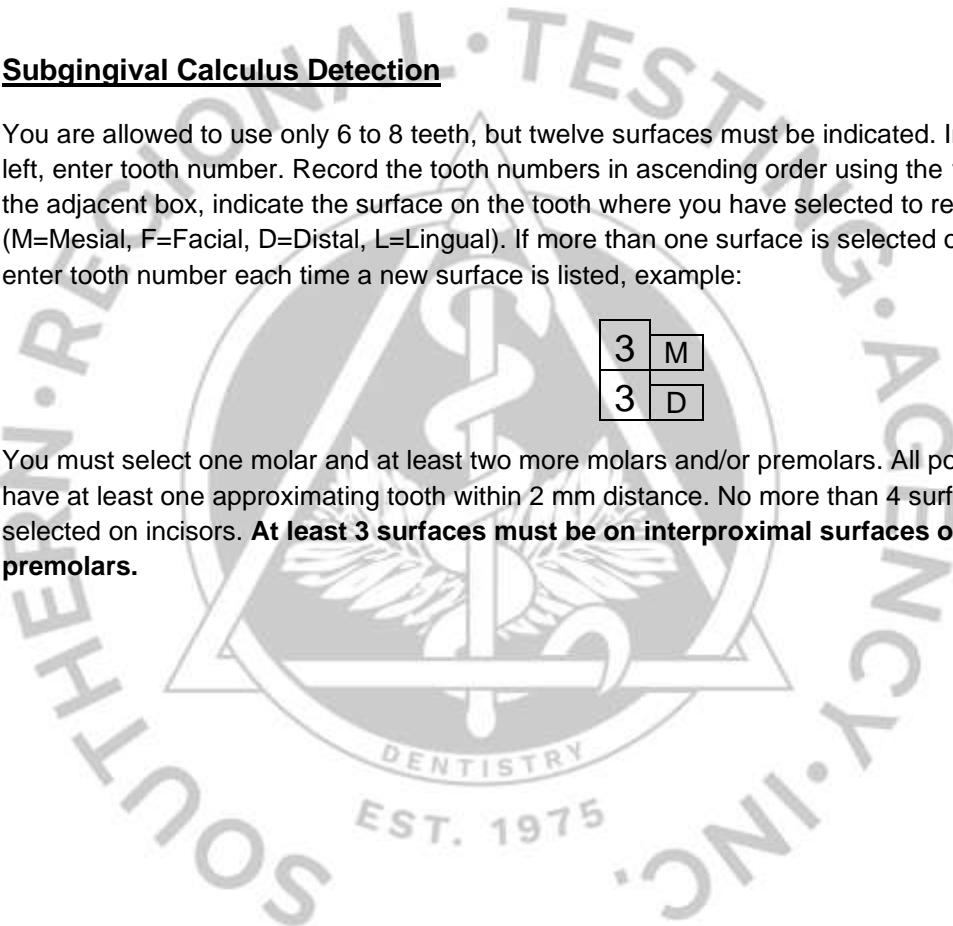 Subgingival Calculus Detection
You are allowed to use only 6 to 8 teeth, but twelve surfaces must be indicated.
left, enter tooth number. Record the tooth numbers in ascending order using the
the adjacent box, indicate the surface on the tooth where you have selected to
(M=Mesial, F=Facial, D=Distal, L=Lingual). If more than one surface is selected
enter tooth number each time a new surface is listed, example:
3 M
3 D
You must select one molar and at least two more molars and/or premolars. All
have at least one approximating tooth within 2 mm distance. No more than 4
selected on incisors. At least 3 surfaces must be on interproximal surfaces
premolars.
SOUTHERN • REGIONAL • TESTING • AGENCY • INC.
DENTISTRY
EST. 1975